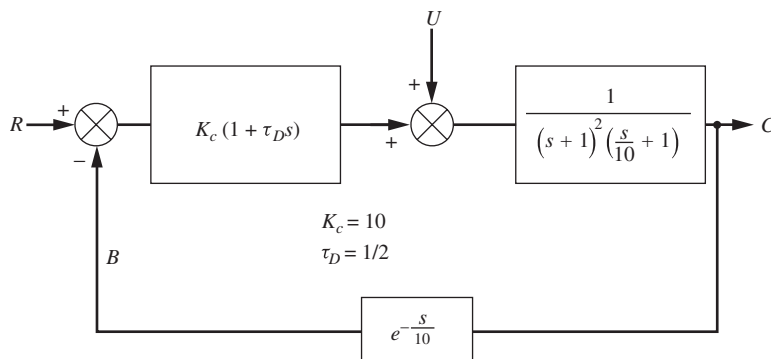 U
+
R
+
−
K_c (1 + τ_D s)
+
1
(s + 1)^2 (s/10 + 1)
C
K_c = 10
τ_D = 1/2
B
e^{−s/10}